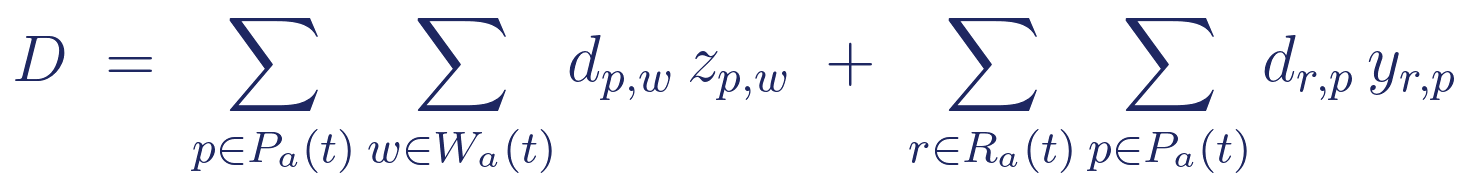 D = ∑_{p∈P_a(t)} ∑_{w∈W_a(t)} d_{p,w} z_{p,w} + ∑_{r∈R_a(t)} ∑_{p∈P_a(t)} d_{r,p} y_{r,p}